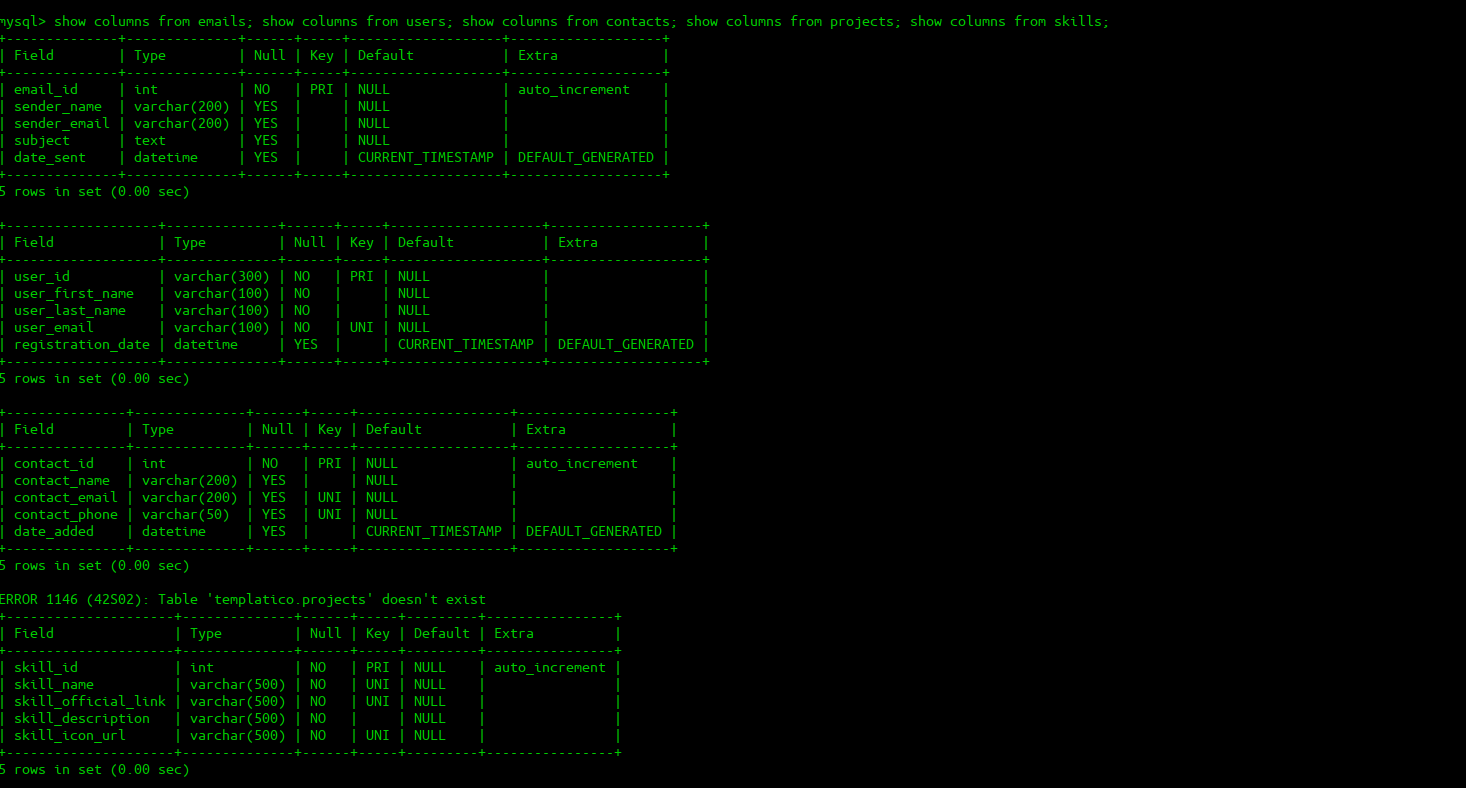 mysql> show columns from emails; show columns from users; show columns from contacts; show columns from projects; show columns from skills;
+--------------+--------------+------+-----+-------------------+-------------------+
| Field        | Type         | Null | Key | Default           | Extra             |
+--------------+--------------+------+-----+-------------------+-------------------+
| email_id     | int          | NO   | PRI | NULL              | auto_increment    |
| sender_name  | varchar(200) | YES  |     | NULL              |                   |
| sender_email | varchar(200) | YES  |     | NULL              |                   |
| subject      | text         | YES  |     | NULL              |                   |
| date_sent    | datetime     | YES  |     | CURRENT_TIMESTAMP | DEFAULT_GENERATED |
+--------------+--------------+------+-----+-------------------+-------------------+
5 rows in set (0.00 sec)

+-------------------+--------------+------+-----+-------------------+-------------------+
| Field             | Type         | Null | Key | Default           | Extra             |
+-------------------+--------------+------+-----+-------------------+-------------------+
| user_id           | varchar(300) | NO   | PRI | NULL              |                   |
| user_first_name   | varchar(100) | NO   |     | NULL              |                   |
| user_last_name    | varchar(100) | NO   |     | NULL              |                   |
| user_email        | varchar(100) | NO   | UNI | NULL              |                   |
| registration_date | datetime     | YES  |     | CURRENT_TIMESTAMP | DEFAULT_GENERATED |
+-------------------+--------------+------+-----+-------------------+-------------------+
5 rows in set (0.00 sec)

+---------------+--------------+------+-----+-------------------+-------------------+
| Field         | Type         | Null | Key | Default           | Extra             |
+---------------+--------------+------+-----+-------------------+-------------------+
| contact_id    | int          | NO   | PRI | NULL              | auto_increment    |
| contact_name  | varchar(200) | YES  |     | NULL              |                   |
| contact_email | varchar(200) | YES  | UNI | NULL              |                   |
| contact_phone | varchar(50)  | YES  | UNI | NULL              |                   |
| date_added    | datetime     | YES  |     | CURRENT_TIMESTAMP | DEFAULT_GENERATED |
+---------------+--------------+------+-----+-------------------+-------------------+
5 rows in set (0.00 sec)

ERROR 1146 (42S02): Table 'templatico.projects' doesn't exist
+---------------------+--------------+------+-----+---------+----------------+
| Field               | Type         | Null | Key | Default | Extra          |
+---------------------+--------------+------+-----+---------+----------------+
| skill_id            | int          | NO   | PRI | NULL    | auto_increment |
| skill_name          | varchar(500) | NO   | UNI | NULL    |                |
| skill_official_link | varchar(500) | NO   | UNI | NULL    |                |
| skill_description   | varchar(500) | NO   |     | NULL    |                |
| skill_icon_url      | varchar(500) | NO   | UNI | NULL    |                |
+---------------------+--------------+------+-----+---------+----------------+
5 rows in set (0.00 sec)